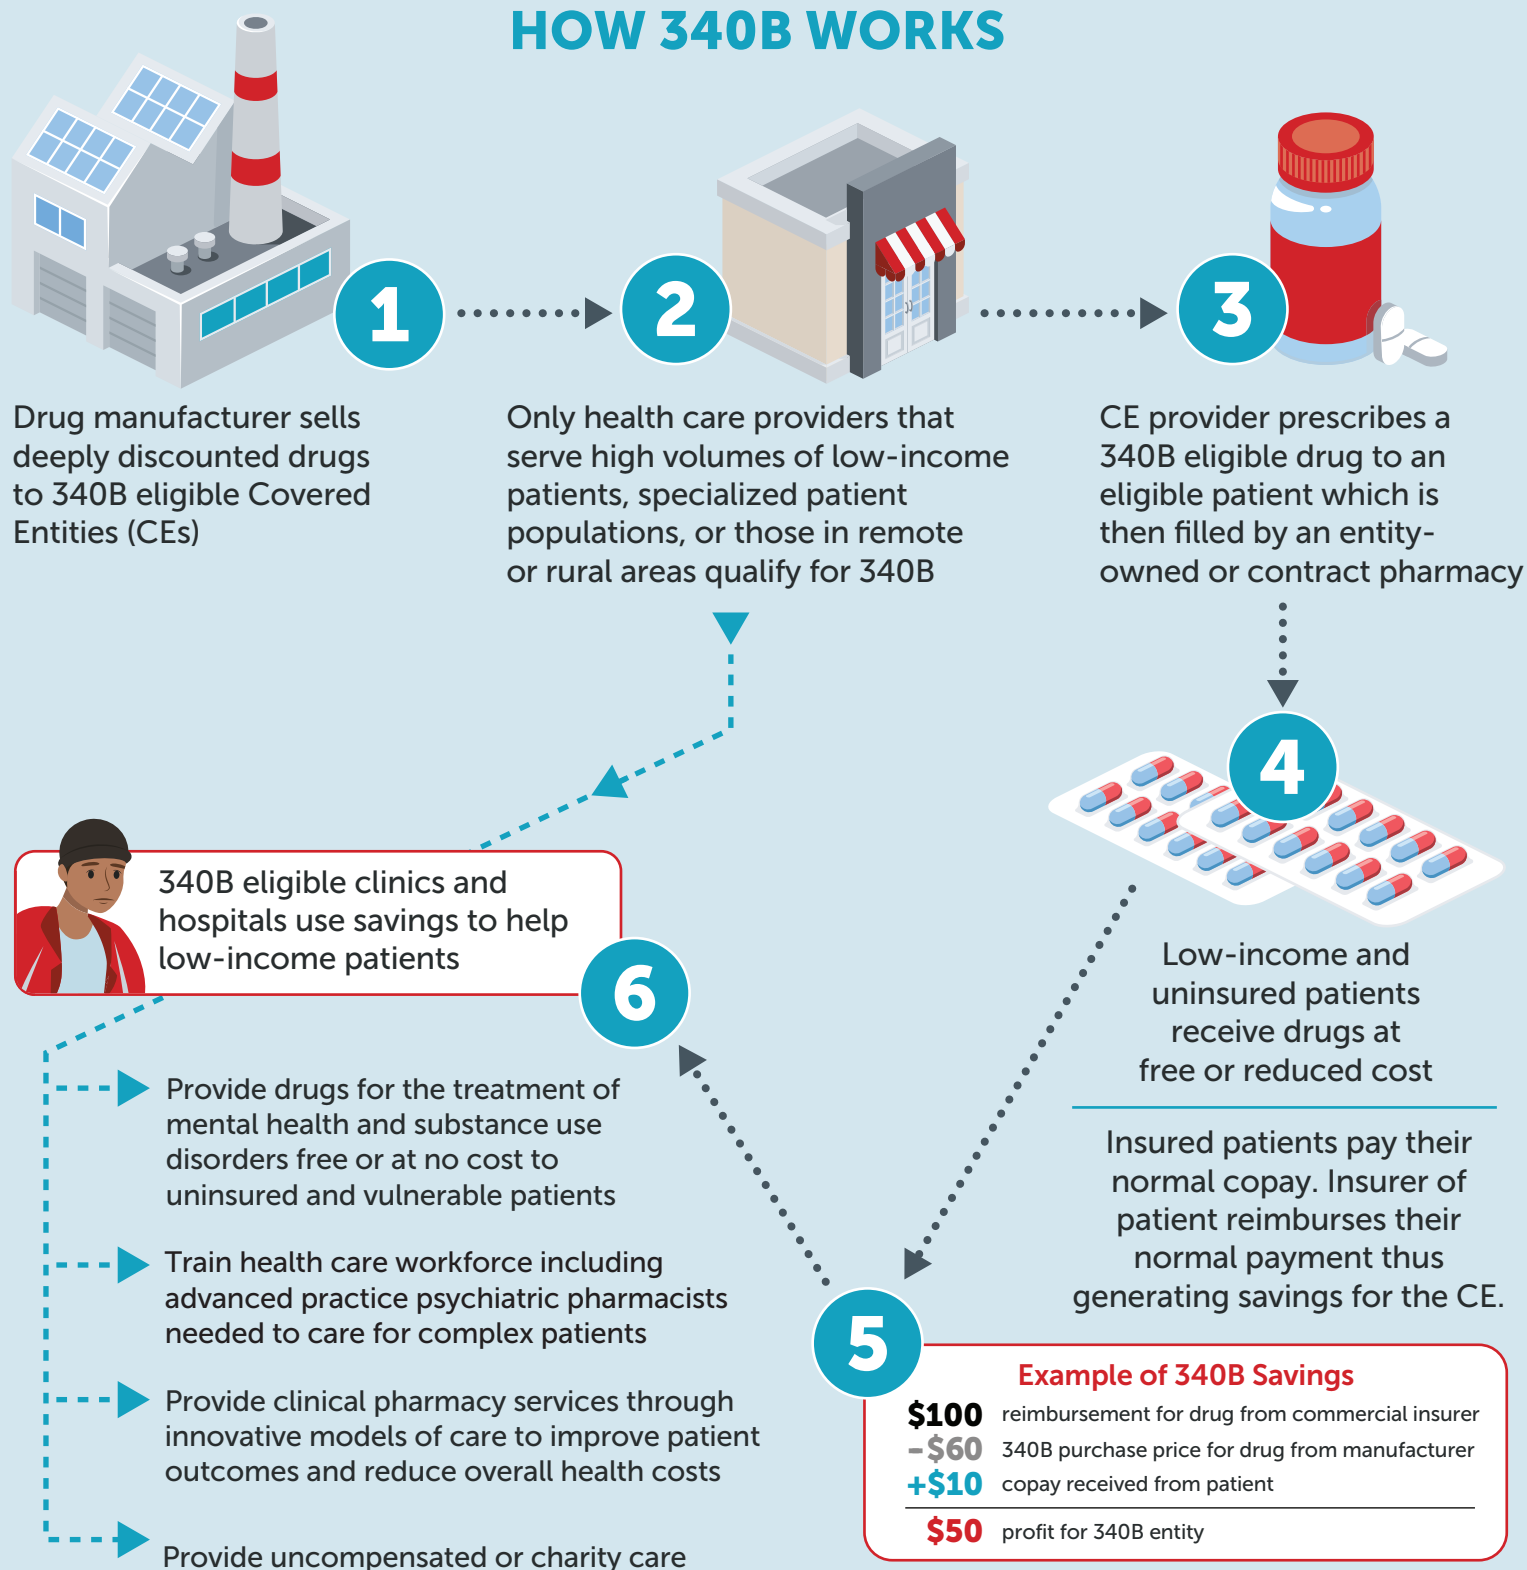 HOW 340B WORKS
1
Drug manufacturer sells
deeply discounted drugs
to 340B eligible Covered
Entities (CEs)
2
Only health care providers that
serve high volumes of low-income
patients, specialized patient
populations, or those in remote
or rural areas qualify for 340B
3
CE provider prescribes a
340B eligible drug to an
eligible patient which is
then filled by an entity-
owned or contract pharmacy
4
Low-income and
uninsured patients
receive drugs at
free or reduced cost
Insured patients pay their
normal copay. Insurer of
patient reimburses their
normal payment thus
generating savings for the CE.
5
Example of 340B Savings
$100 reimbursement for drug from commercial insurer
-$60 340B purchase price for drug from manufacturer
+$10 copay received from patient
$50 profit for 340B entity
6
340B eligible clinics and
hospitals use savings to help
low-income patients
Provide drugs for the treatment of
mental health and substance use
disorders free or at no cost to
uninsured and vulnerable patients
Train health care workforce including
advanced practice psychiatric pharmacists
needed to care for complex patients
Provide clinical pharmacy services through
innovative models of care to improve patient
outcomes and reduce overall health costs
Provide uncompensated or charity care